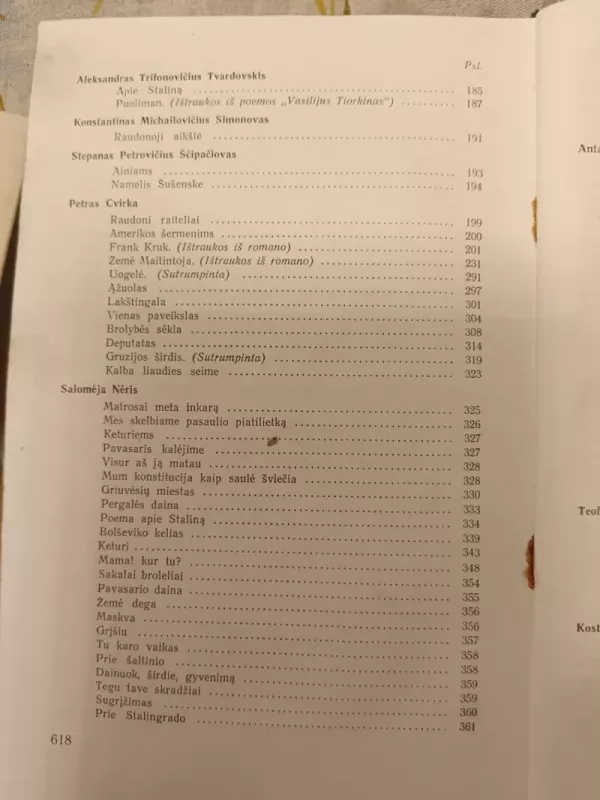 Psl.
Aleksandras Trifonovičius Tvardovskis
Apie Staliną 185
Puoliman. (Ištraukos iš poemos „Vasilijus Tiorkinas“) 187
Konstantinas Michailovičius Simonovas
Raudonoji aikštė 191
Stepanas Petrovičius Ščipačiovas
Ainiams 193
Namelis Šušenske 194
Petras Cvirka
Raudoni raiteliai 199
Amerikos šermenims 200
Frank Kruk. (Ištraukos iš romano) 201
Žemė Maitintoja. (Ištraukos iš romano) 231
Uogelė. (Sutrumpinta) 291
Ąžuolas 297
Lakštingala 301
Vienas paveikslas 304
Brolybės sėkla 308
Deputatas 314
Gruzijos širdis. (Sutrumpinta) 319
Kalba liaudies seime 323
Salomėja Nėris
Matrosai meta inkarą 325
Mes skelbiame pasaulio piatilietką 326
Keturiems 327
Pavasaris kalėjime 327
Visur aš ją matau 328
Mum konstitucija kaip saulė šviečia 328
Griuvėsių miestas 330
Pergalės daina 333
Poema apie Staliną 334
Bolševiko kelias 339
Keturi 343
Mama! kur tu? 348
Sakalai broleliai 354
Pavasario daina 355
Žemė dega 356
Maskva 356
Grįšiu 357
Tu karo vaikas 358
Prie šaltinio 358
Dainuok, širdie, gyvenimą 359
Tegu tave skradžiai 359
Sugrįžimas 360
Prie Stalingrado 361
618
Anta
Teof
Kost